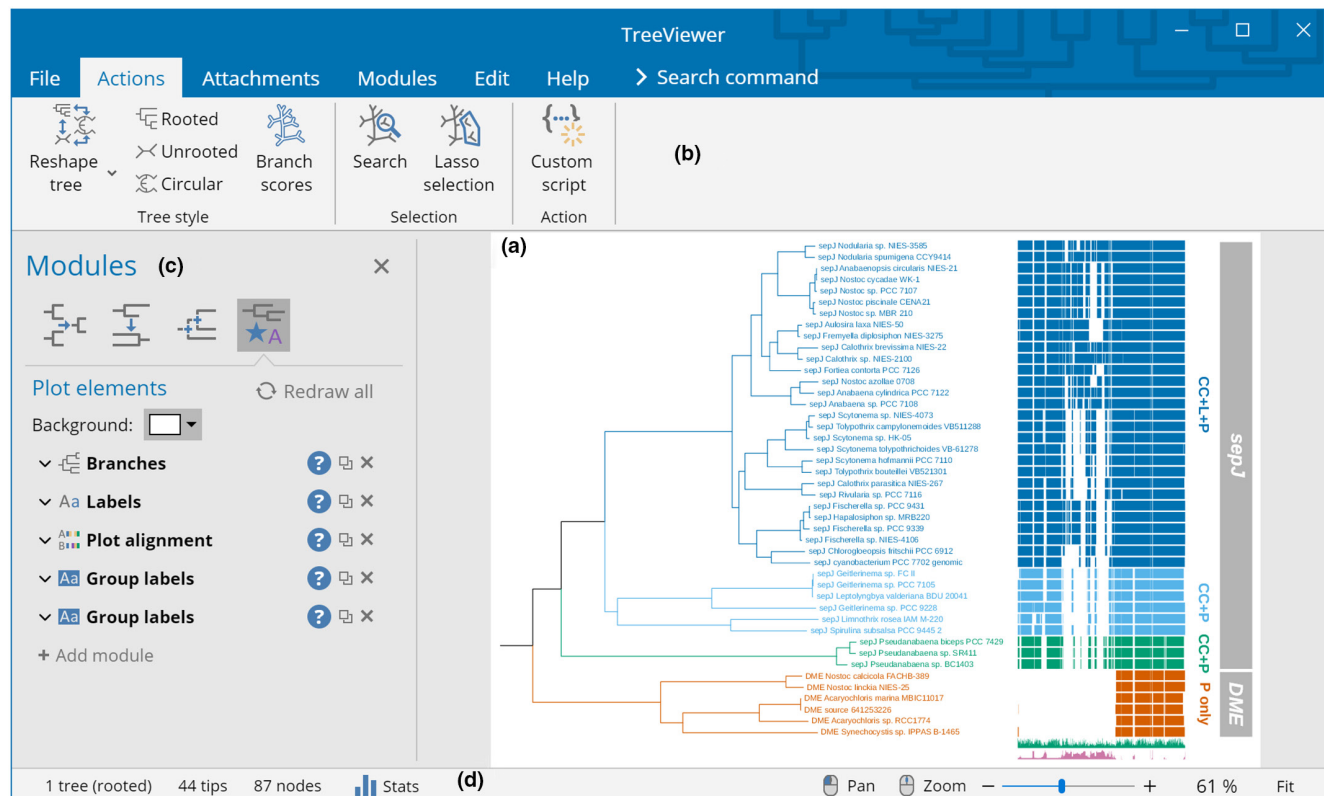 TreeViewer
File Actions Attachments Modules Edit Help Search command
Reshape tree
Rooted
Unrooted
Circular
Branch scores
Tree style
Search
Lasso selection
Selection
Custom script
Action
(b)
(a)
Modules (c)
Plot elements
Redraw all
Background:
Branches
Aa Labels
Plot alignment
Aa Group labels
Aa Group labels
+ Add module
sepJ Nodularia sp. NIES-3585
sepJ Nodularia spumigena CCY9414
sepJ Anabaenopsis circularis NIES-21
sepJ Nostoc cycadae WK-1
sepJ Nostoc sp. PCC 7107
sepJ Nostoc piscinale CENA21
sepJ Nostoc sp. MBR 210
sepJ Aulosira laxa NIES-50
sepJ Fremyella diplosiphon NIES-3275
sepJ Calothrix brevissima NIES-22
sepJ Calothrix sp. NIES-2100
sepJ Fortiea contorta PCC 7126
sepJ Nostoc azollae 0708
sepJ Anabaena cylindrica PCC 7122
sepJ Anabaena sp. PCC 7108
sepJ Scytonema sp. NIES-4073
sepJ Tolypothrix campylonemoides VB511288
sepJ Scytonema sp. HK-05
sepJ Scytonema tolypothrichoides VB-61278
sepJ Scytonema hofmannii PCC 7110
sepJ Tolypothrix bouteillei VB521301
sepJ Calothrix parasitica NIES-267
sepJ Rivularia sp. PCC 7116
sepJ Fischerella sp. PCC 9431
sepJ Hapalosiphon sp. MRB220
sepJ Fischerella sp. PCC 9339
sepJ Fischerella sp. NIES-4106
sepJ Chlorogloeopsis fritschii PCC 6912
sepJ cyanobacterium PCC 7702 genomic
sepJ Geitlerinema sp. FC II
sepJ Geitlerinema sp. PCC 7105
sepJ Leptolyngbya valderiana BDU 20041
sepJ Geitlerinema sp. PCC 9228
sepJ Limnothrix rosea IAM M-220
sepJ Spirulina subsalsa PCC 9445 2
sepJ Pseudanabaena biceps PCC 7429
sepJ Pseudanabaena sp. SR411
sepJ Pseudanabaena sp. BC1403
DME Nostoc calcicola FACHB-389
DME Nostoc linckia NIES-25
DME Acaryochloris marina MBIC11017
DME source 641253226
DME Acaryochloris sp. RCC1774
DME Synechocystis sp. IPPAS B-1465
CC+L+P
CC+P
CC+P
P only
sepJ
DME
1 tree (rooted) 44 tips 87 nodes Stats (d) Pan Zoom − + 61 % Fit